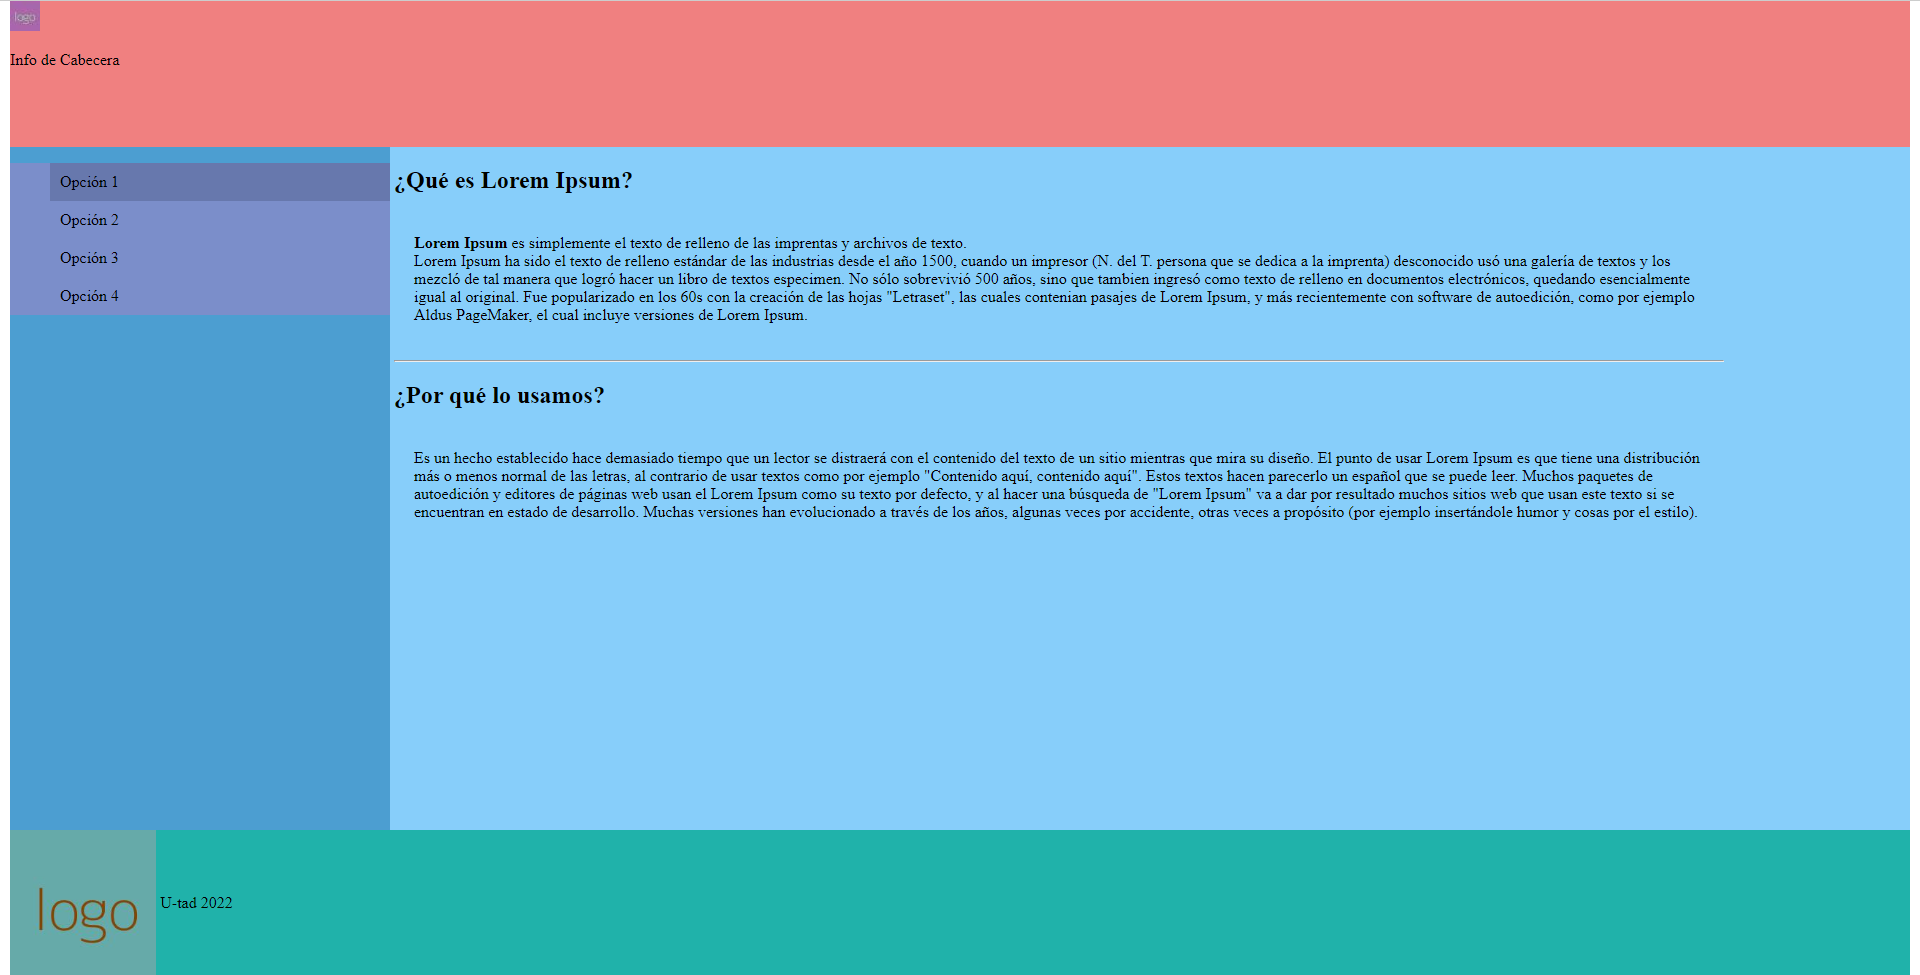 logo
Info de Cabecera
Opción 1
Opción 2
Opción 3
Opción 4
¿Qué es Lorem Ipsum?
Lorem Ipsum es simplemente el texto de relleno de las imprentas y archivos de texto.
Lorem Ipsum ha sido el texto de relleno estándar de las industrias desde el año 1500, cuando un impresor (N. del T. persona que se dedica a la imprenta) desconocido usó una galería de textos y los
mezcló de tal manera que logró hacer un libro de textos especimen. No sólo sobrevivió 500 años, sino que tambien ingresó como texto de relleno en documentos electrónicos, quedando esencialmente
igual al original. Fue popularizado en los 60s con la creación de las hojas "Letraset", las cuales contenian pasajes de Lorem Ipsum, y más recientemente con software de autoedición, como por ejemplo
Aldus PageMaker, el cual incluye versiones de Lorem Ipsum.
¿Por qué lo usamos?
Es un hecho establecido hace demasiado tiempo que un lector se distraerá con el contenido del texto de un sitio mientras que mira su diseño. El punto de usar Lorem Ipsum es que tiene una distribución
más o menos normal de las letras, al contrario de usar textos como por ejemplo "Contenido aquí, contenido aquí". Estos textos hacen parecerlo un español que se puede leer. Muchos paquetes de
autoedición y editores de páginas web usan el Lorem Ipsum como su texto por defecto, y al hacer una búsqueda de "Lorem Ipsum" va a dar por resultado muchos sitios web que usan este texto si se
encuentran en estado de desarrollo. Muchas versiones han evolucionado a través de los años, algunas veces por accidente, otras veces a propósito (por ejemplo insertándole humor y cosas por el estilo).
logo
U-tad 2022